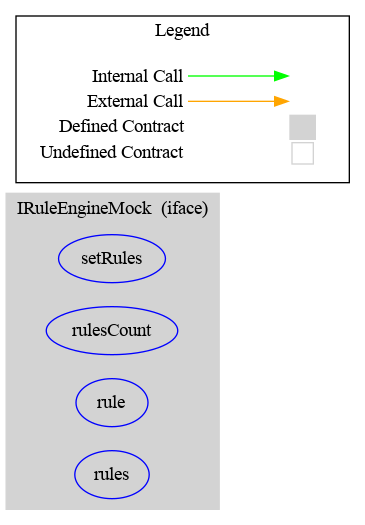 Legend
Internal Call
External Call
Defined Contract
Undefined Contract
IRuleEngineMock (iface)
setRules
rulesCount
rule
rules